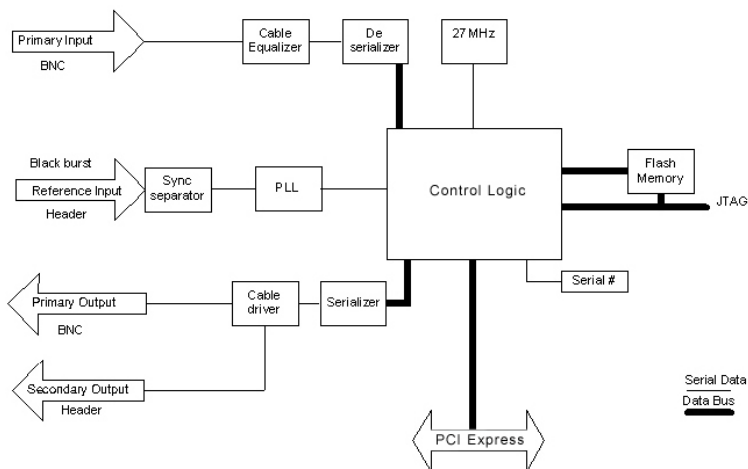 Primary Input
BNC
Cable
Equalizer
De
serializer
27 MHz
Black burst
Reference Input
Header
Sync
separator
PLL
Control Logic
Flash
Memory
JTAG
Primary Output
BNC
Cable
driver
Serializer
Serial #
Secondary Output
Header
PCI Express
Serial Data
Data Bus